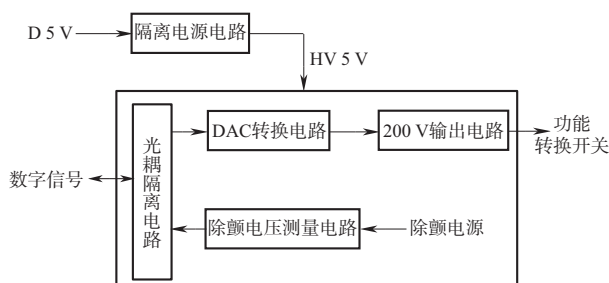 D 5 V
隔离电源电路
HV 5 V
光耦隔离电路
DAC转换电路
200 V输出电路
功能
转换开关
数字信号
除颤电压测量电路
除颤电源